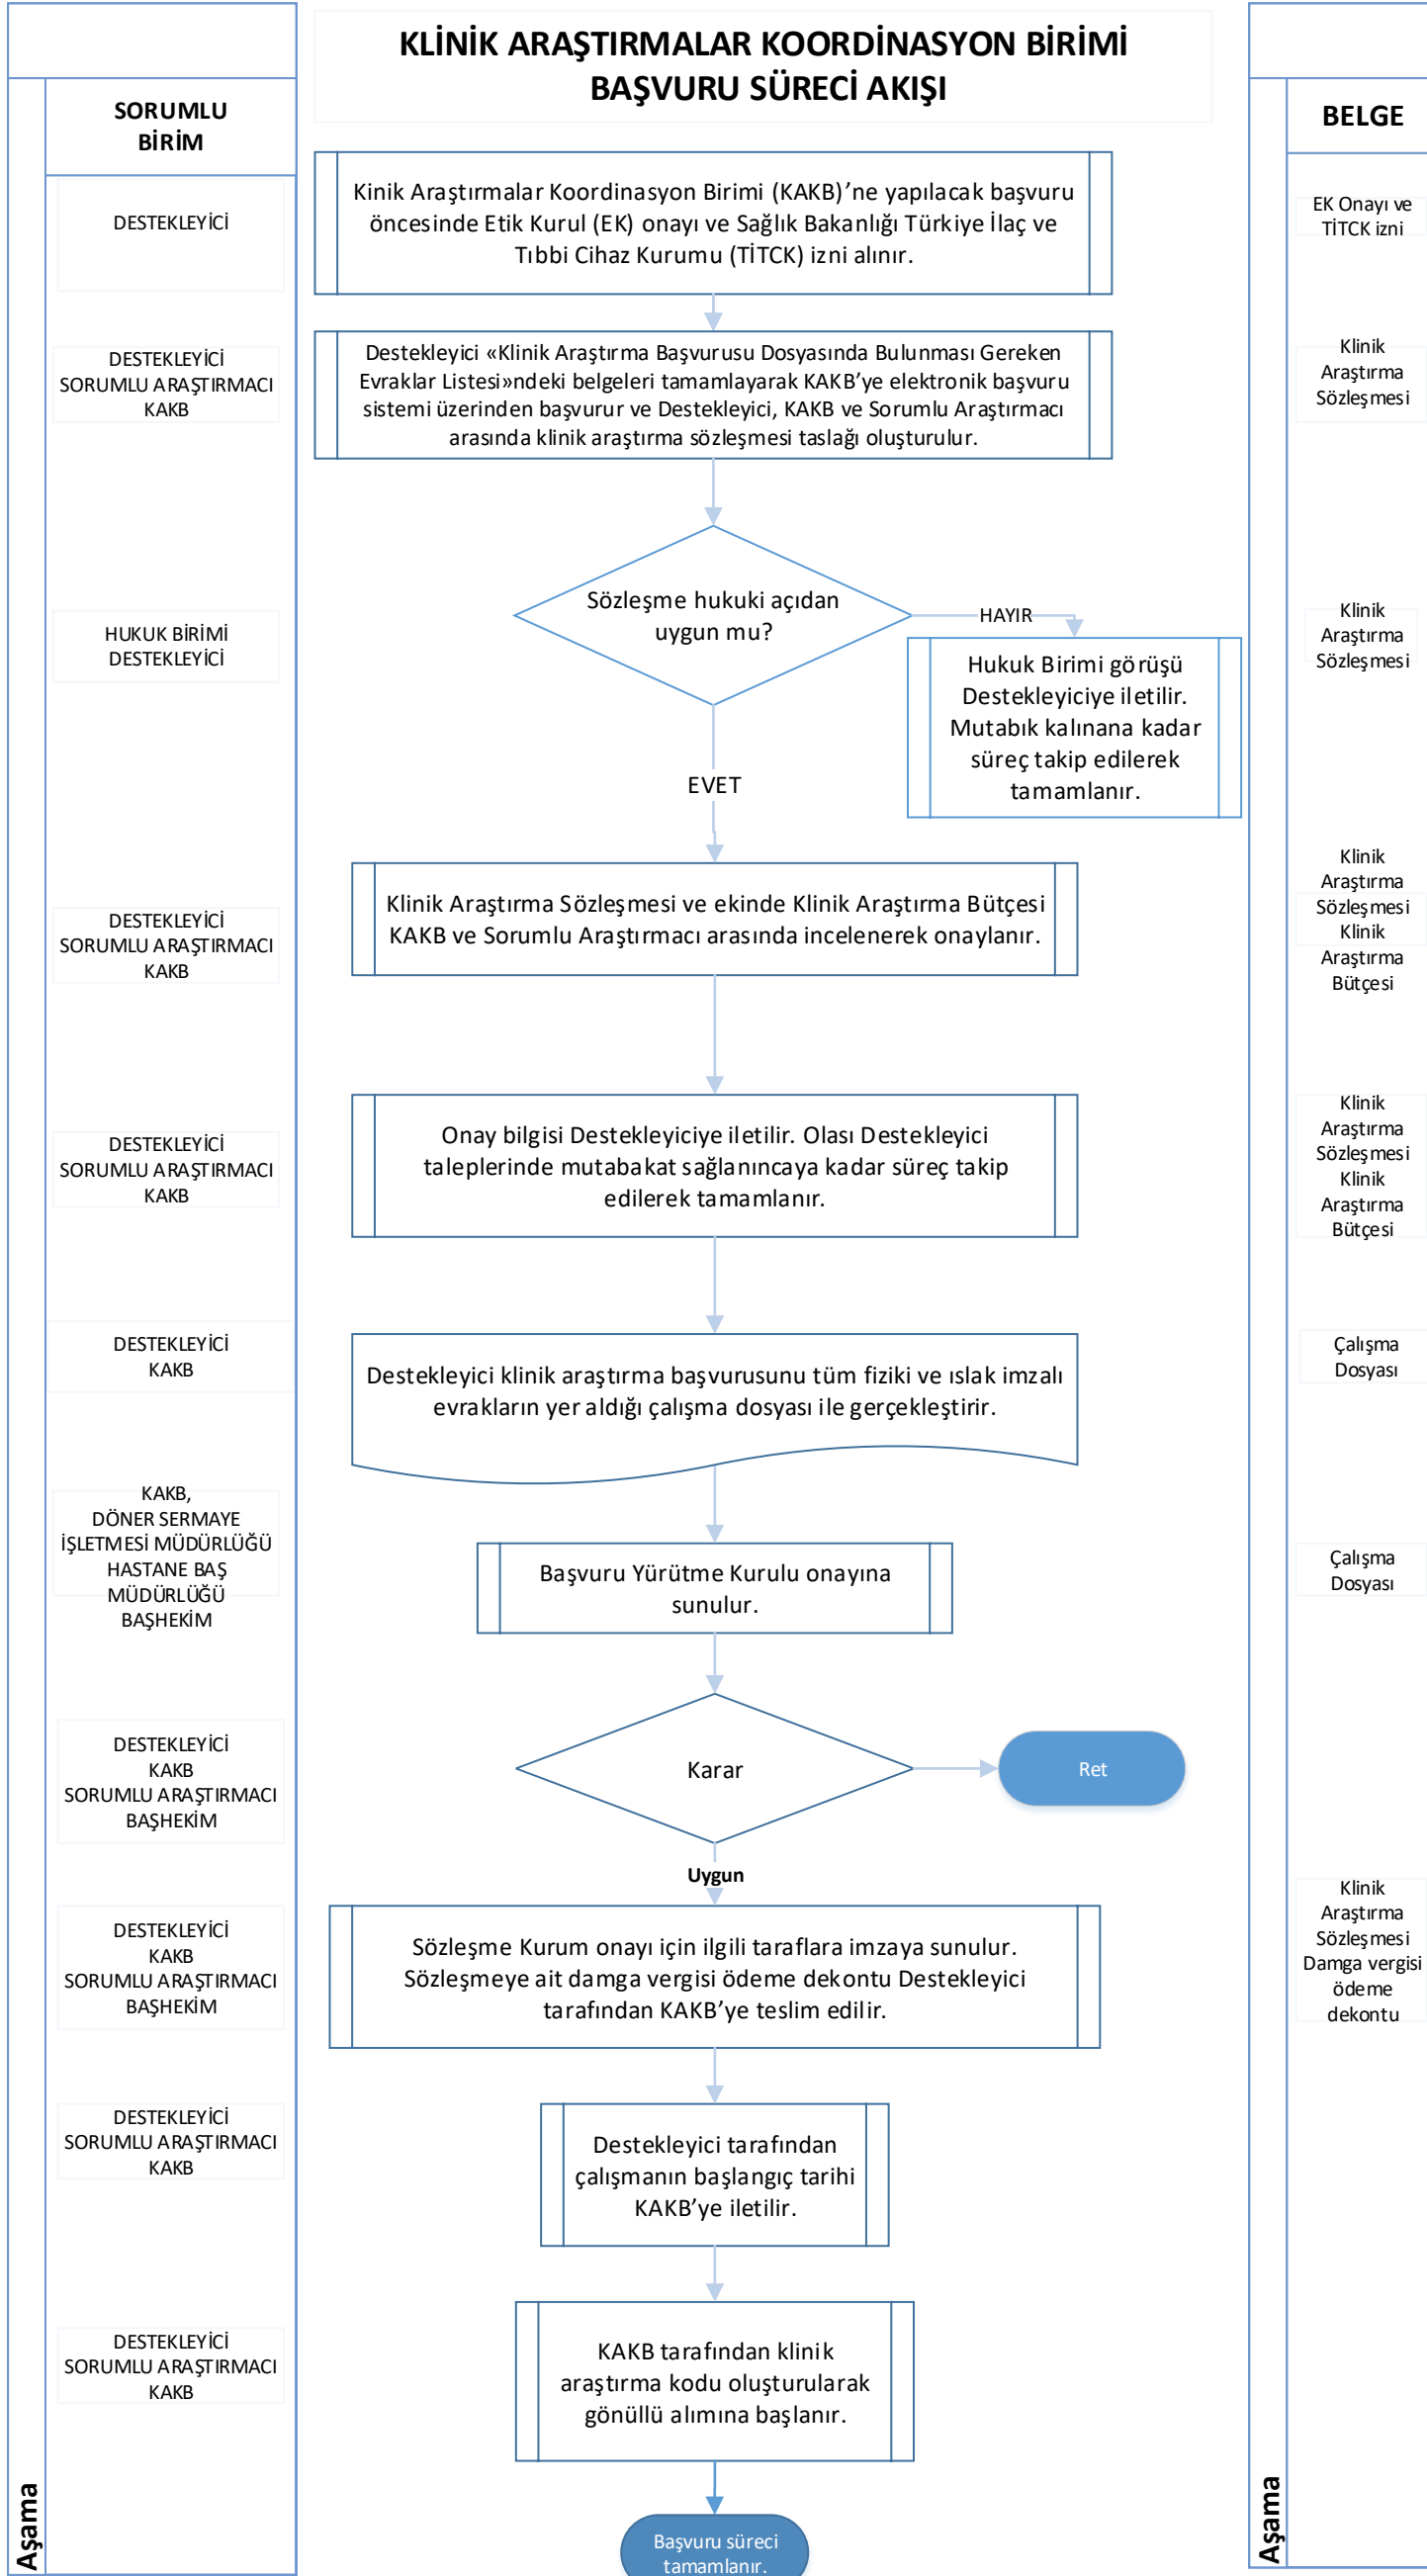 KLİNİK ARAŞTIRMALAR KOORDİNASYON BİRİMİ
BAŞVURU SÜRECİ AKIŞI
SORUMLU
BİRİM
BELGE
DESTEKLEYİCİ
Kinik Araştırmalar Koordinasyon Birimi (KAKB)’ne yapılacak başvuru
öncesinde Etik Kurul (EK) onayı ve Sağlık Bakanlığı Türkiye İlaç ve
Tıbbi Cihaz Kurumu (TİTCK) izni alınır.
EK Onayı ve
TİTCK izni
DESTEKLEYİCİ
SORUMLU ARAŞTIRMACI
KAKB
Destekleyici «Klinik Araştırma Başvurusu Dosyasında Bulunması Gereken
Evraklar Listesi»ndeki belgeleri tamamlayarak KAKB’ye elektronik başvuru
sistemi üzerinden başvurur ve Destekleyici, KAKB ve Sorumlu Araştırmacı
arasında klinik araştırma sözleşmesi taslağı oluşturulur.
Klinik
Araştırma
Sözleşmesi
HUKUK BİRİMİ
DESTEKLEYİCİ
Sözleşme hukuki açıdan
uygun mu?
HAYIR
Hukuk Birimi görüşü
Destekleyiciye iletilir.
Mutabık kalınana kadar
süreç takip edilerek
tamamlanır.
Klinik
Araştırma
Sözleşmesi
EVET
DESTEKLEYİCİ
SORUMLU ARAŞTIRMACI
KAKB
Klinik Araştırma Sözleşmesi ve ekinde Klinik Araştırma Bütçesi
KAKB ve Sorumlu Araştırmacı arasında incelenerek onaylanır.
Klinik
Araştırma
Sözleşmesi
Klinik
Araştırma
Bütçesi
DESTEKLEYİCİ
SORUMLU ARAŞTIRMACI
KAKB
Onay bilgisi Destekleyiciye iletilir. Olası Destekleyici
taleplerinde mutabakat sağlanıncaya kadar süreç takip
edilerek tamamlanır.
Klinik
Araştırma
Sözleşmesi
Klinik
Araştırma
Bütçesi
DESTEKLEYİCİ
KAKB
Destekleyici klinik araştırma başvurusunu tüm fiziki ve ıslak imzalı
evrakların yer aldığı çalışma dosyası ile gerçekleştirir.
Çalışma
Dosyası
KAKB,
DÖNER SERMAYE
İŞLETMESİ MÜDÜRLÜĞÜ
HASTANE BAŞ
MÜDÜRLÜĞÜ
BAŞHEKİM
Başvuru Yürütme Kurulu onayına
sunulur.
Çalışma
Dosyası
DESTEKLEYİCİ
KAKB
SORUMLU ARAŞTIRMACI
BAŞHEKİM
Karar
Ret
Uygun
DESTEKLEYİCİ
KAKB
SORUMLU ARAŞTIRMACI
BAŞHEKİM
Sözleşme Kurum onayı için ilgili taraflara imzaya sunulur.
Sözleşmeye ait damga vergisi ödeme dekontu Destekleyici
tarafından KAKB’ye teslim edilir.
Klinik
Araştırma
Sözleşmesi
Damga vergisi
ödeme
dekontu
DESTEKLEYİCİ
SORUMLU ARAŞTIRMACI
KAKB
Destekleyici tarafından
çalışmanın başlangıç tarihi
KAKB’ye iletilir.
DESTEKLEYİCİ
SORUMLU ARAŞTIRMACI
KAKB
KAKB tarafından klinik
araştırma kodu oluşturularak
gönüllü alımına başlanır.
Başvuru süreci
tamamlanır.
Aşama
Aşama